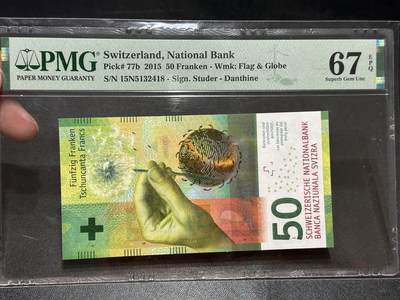 PMG
PAPER MONEY GUARANTY
Switzerland, National Bank
Pick# 77b 2015 50 Franken - Wmk: Flag & Globe
S/N 15N5132418 - Sign. Studer - Danthine
67 EPQ
Superb Gem Unc
Fünfzig Franken
Tschuncanta Francs
50
SCHWEIZERISCHE NATIONALBANK
BANCA NAZIUNALA SVIZRA